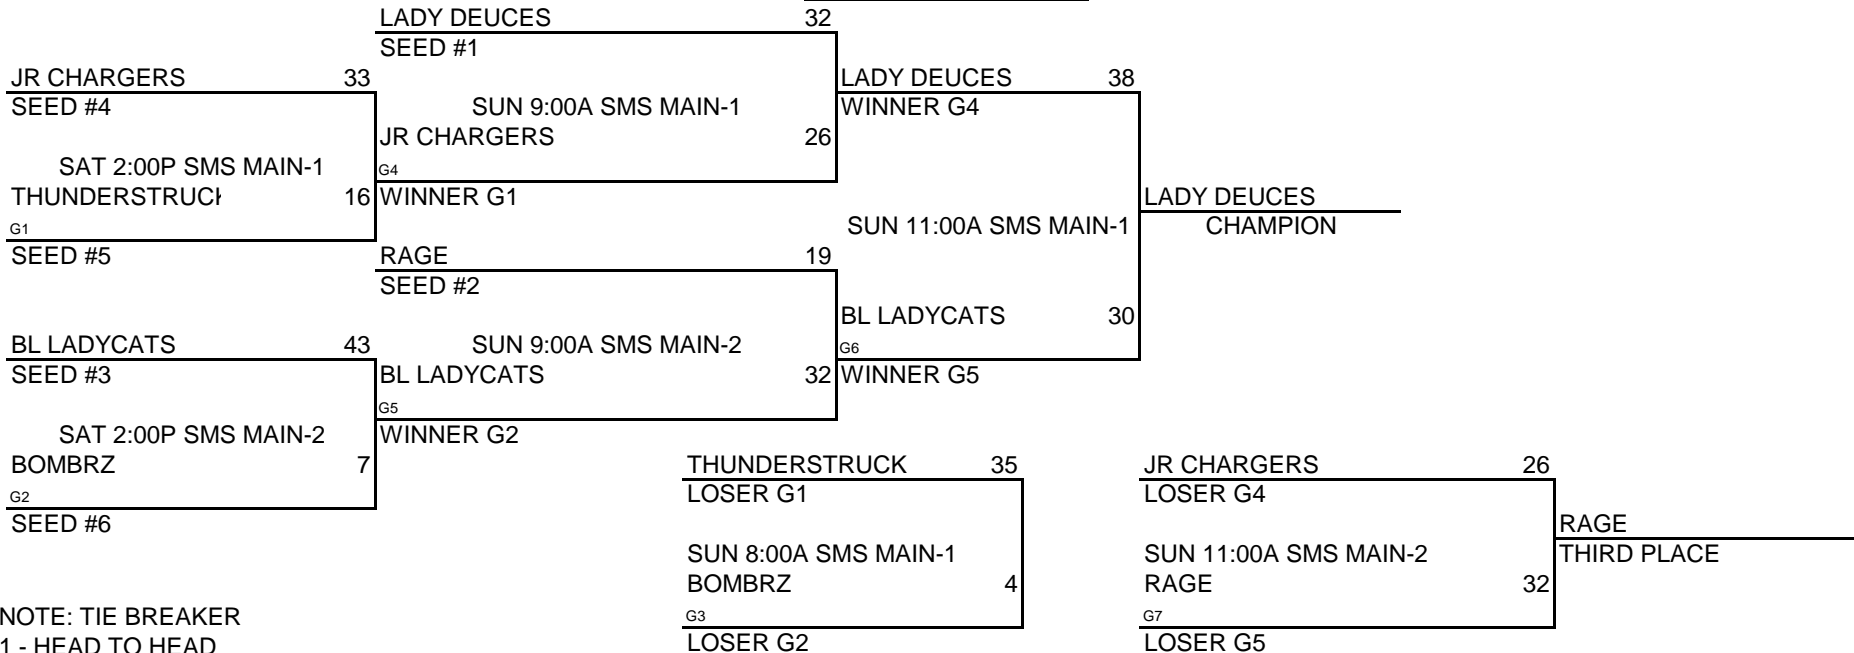 LADY DEUCES 32
SEED #1
JR CHARGERS 33
LADY DEUCES 38
SEED #4
SUN 9:00A SMS MAIN-1
WINNER G4
JR CHARGERS 26
SAT 2:00P SMS MAIN-1
G4
THUNDERSTRUC 16
WINNER G1
LADY DEUCES
G1
SUN 11:00A SMS MAIN-1
CHAMPION
SEED #5
RAGE 19
SEED #2
BL LADYCATS 30
BL LADYCATS 43
SUN 9:00A SMS MAIN-2
G6
SEED #3
BL LADYCATS 32
WINNER G5
G5
SAT 2:00P SMS MAIN-2
WINNER G2
BOMBRZ 7
THUNDERSTRUCK 35
JR CHARGERS 26
G2
LOSER G1
LOSER G4
SEED #6
RAGE
SUN 8:00A SMS MAIN-1
SUN 11:00A SMS MAIN-2
THIRD PLACE
BOMBRZ 4
RAGE 32
NOTE: TIE BREAKER
G3
G7
1 - HEAD TO HEAD
LOSER G2
LOSER G5